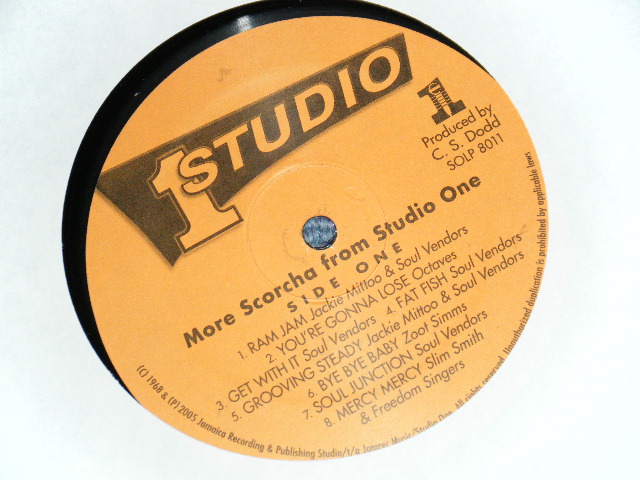 1 STUDIO
1
Produced by
C. S. Dodd
SOLP 8011
More Scorcha from Studio One
SIDE ONE
1. RAM JAM Jackie Mittoo & Soul Vendors
2. YOU'RE GONNA LOSE Octaves
3. GET WITH IT Soul Vendors 4. FAT FISH Soul Vendors
5. GROOVING STEADY Jackie Mittoo & Soul Vendors
6. BYE BYE BABY Zoot Simms
7. SOUL JUNCTION Soul Vendors
8. MERCY MERCY Slim Smith
& Freedom Singers
(C) 1968 & (P) 2005 Jamaica Recording & Publishing Studio/t/a Jamrec Music/Studio One. All rights reserved. Unauthorized duplication is prohibited by applicable laws